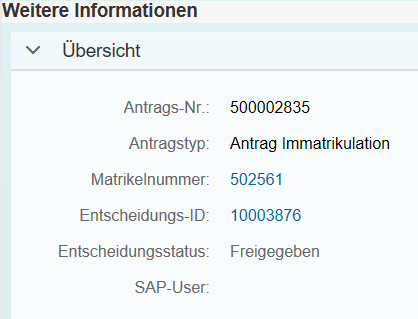 Weitere Informationen
Übersicht
Antrags-Nr.: 500002835
Antragstyp: Antrag Immatrikulation
Matrikelnummer: 502561
Entscheidungs-ID: 10003876
Entscheidungsstatus: Freigegeben
SAP-User: